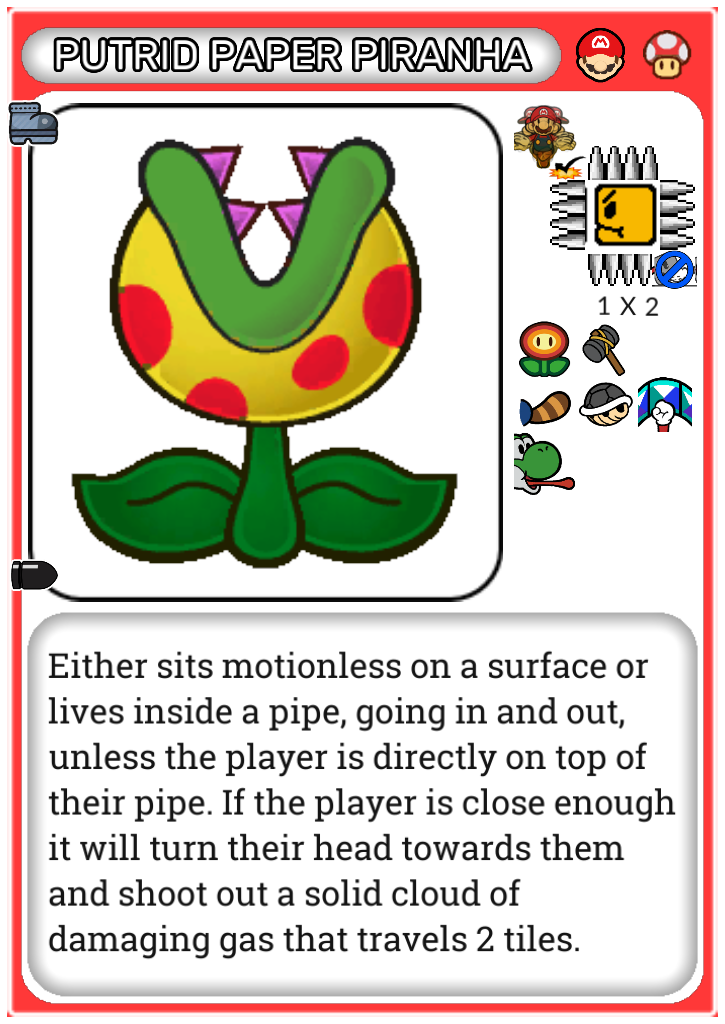 PUTRID PAPER PIRANHA
M
1 X 2
Either sits motionless on a surface or
lives inside a pipe, going in and out,
unless the player is directly on top of
their pipe. If the player is close enough
it will turn their head towards them
and shoot out a solid cloud of
damaging gas that travels 2 tiles.